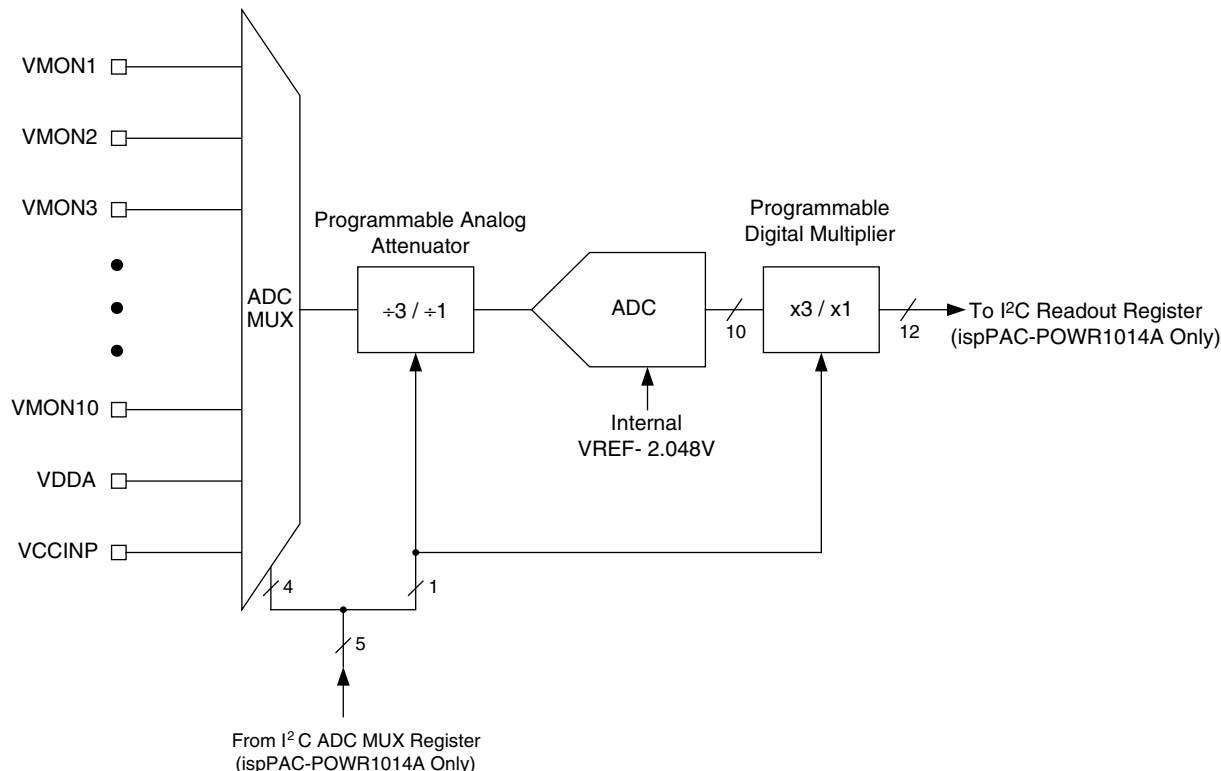 VMON1
VMON2
VMON3
VMON10
VDDA
VCCINP
ADC
MUX
Programmable Analog
Attenuator
÷3 / ÷1
ADC
Internal
VREF- 2.048V
10
Programmable
Digital Multiplier
x3 / x1
12
To I²C Readout Register
(ispPAC-POWR1014A Only)
4
1
5
From I² C ADC MUX Register
(ispPAC-POWR1014A Only)